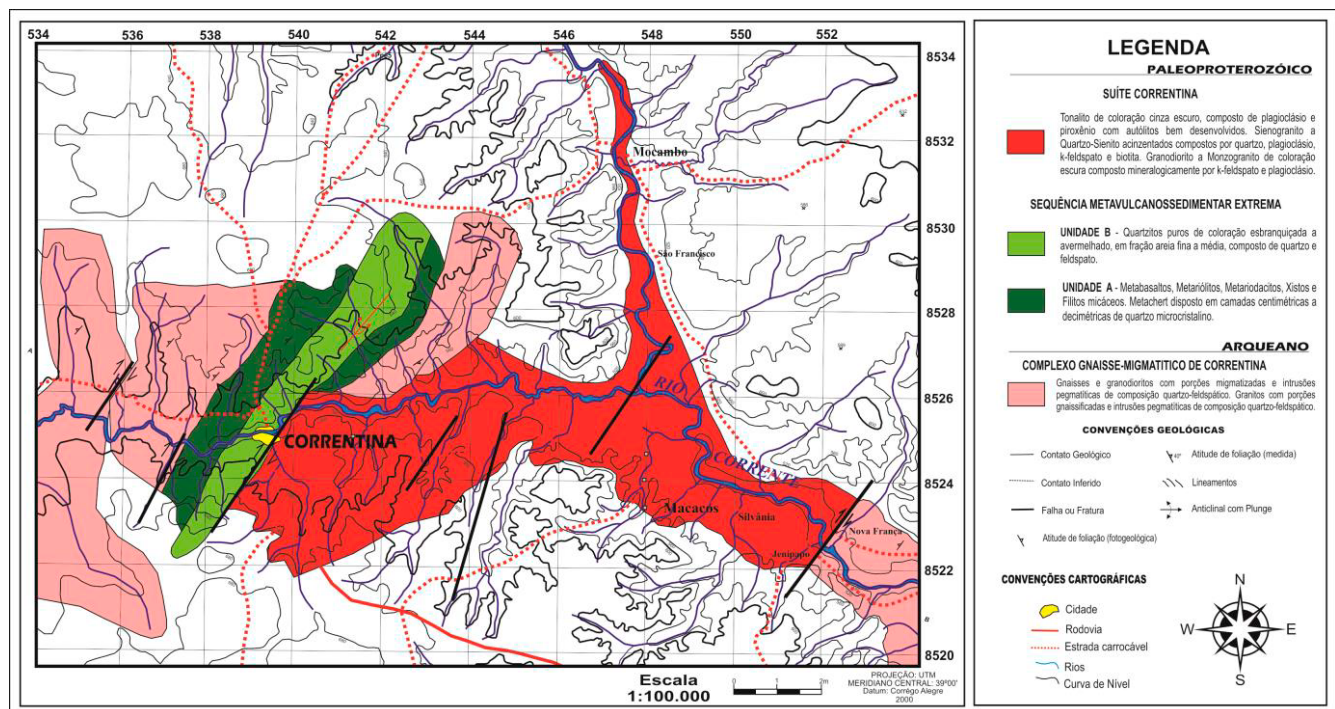 534 536 538 540 542 544 546 548 550 552
8534
8532
8530
8528
8526
8524
8522
8520
Mocambo
São Francisco
RIO
CORRENTE
CORRENTINA
Macacos
Silvânia
Nova França
Jenipapo
Escala
1:100.000
0 1 2m
PROJEÇÃO: UTM
MERIDIANO CENTRAL: 39º00'
Datum: Corrégo Alegre
2000
LEGENDA
PALEOPROTEROZÓICO
SUÍTE CORRENTINA
Tonalito de coloração cinza escuro, composto de plagioclásio e
piroxênio com autólitos bem desenvolvidos. Sienogranito a
Quartzo-Sienito acinzentados compostos por quartzo, plagioclásio,
k-feldspato e biotita. Granodiorito a Monzogranito de coloração
escura composto mineralogicamente por k-feldspato e plagioclásio.
SEQUÊNCIA METAVULCANOSSEDIMENTAR EXTREMA
UNIDADE B - Quartzitos puros de coloração esbranquiçada a
avermelhado, em fração areia fina a média, composto de quartzo e
feldspato.
UNIDADE A - Metabasaltos, Metariólitos, Metariodacitos, Xistos e
Filitos micáceos. Metachert disposto em camadas centimétricas a
decimétricas de quartzo microcristalino.
ARQUEANO
COMPLEXO GNAISSE-MIGMATITICO DE CORRENTINA
Gnaisses e granodioritos com porções migmatizadas e intrusões
pegmatíticas de composição quartzo-feldspático. Granitos com porções
gnaissificadas e intrusões pegmatíticas de composição quartzo-feldspático.
CONVENÇÕES GEOLÓGICAS
Contato Geológico
Atitude de foliação (medida)
Contato Inferido
Lineamentos
Falha ou Fratura
Anticlinal com Plunge
Atitude de foliação (fotogeológica)
CONVENÇÕES CARTOGRÁFICAS
Cidade
Rodovia
Estrada carroçável
Rios
Curva de Nível
N
W E
S